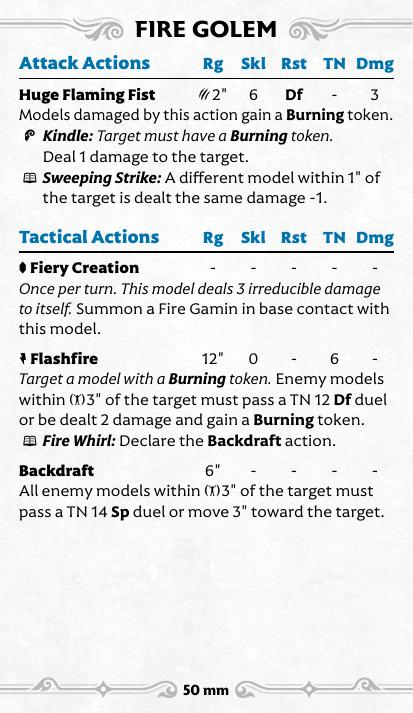 FIRE GOLEM
Attack Actions Rg Skl Rst TN Dmg
Huge Flaming Fist 2" 6 Df - 3
Models damaged by this action gain a Burning token.
Kindle: Target must have a Burning token.
Deal 1 damage to the target.
Sweeping Strike: A different model within 1" of
the target is dealt the same damage -1.
Tactical Actions Rg Skl Rst TN Dmg
Fiery Creation - - - - -
Once per turn. This model deals 3 irreducible damage
to itself. Summon a Fire Gamin in base contact with
this model.
Flashfire 12" 0 - 6 -
Target a model with a Burning token. Enemy models
within 3" of the target must pass a TN 12 Df duel
or be dealt 2 damage and gain a Burning token.
Fire Whirl: Declare the Backdraft action.
Backdraft 6" - - - -
All enemy models within 3" of the target must
pass a TN 14 Sp duel or move 3" toward the target.
50 mm